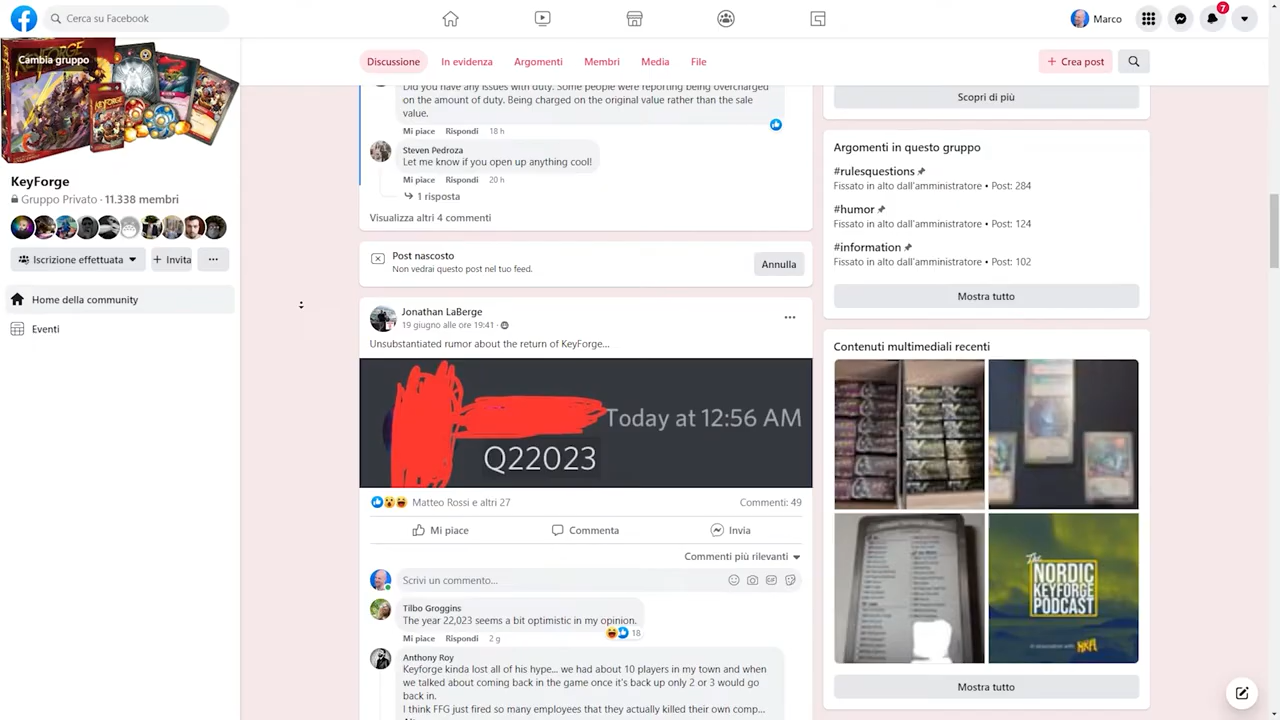 Cerca su Facebook
Marco
7
Cambia gruppo
KEYFORGE
KeyForge
Gruppo Privato · 11.338 membri
Iscrizione effettuata
+ Invita
Home della community
Eventi
Discussione
In evidenza
Argomenti
Membri
Media
File
+ Crea post
Did you have any issues with duty. Some people were reporting being overcharged
on the amount of duty. Being charged on the original value rather than the sale
value.
Mi piace Rispondi 18 h
Steven Pedroza
Let me know if you open up anything cool!
Mi piace Rispondi 20 h
1 risposta
Visualizza altri 4 commenti
Post nascosto
Non vedrai questo post nel tuo feed.
Annulla
Jonathan LaBerge
19 giugno alle ore 19:41 ·
Unsubstantiated rumor about the return of KeyForge...
Today at 12:56 AM
Q22023
Matteo Rossi e altri 27
Commenti: 49
Mi piace
Commenta
Invia
Commenti più rilevanti
Scrivi un commento...
Tilbo Groggins
The year 22,023 seems a bit optimistic in my opinion.
18
Mi piace Rispondi 2 g
Anthony Roy
Keyforge kinda lost all of his hype... we had about 10 players in my town and when
we talked about coming back in the game once it's back up only 2 or 3 would go
back in.
I think FFG just fired so many employees that they actually killed their own comp...
Scopri di più
Argomenti in questo gruppo
#rulesquestions
Fissato in alto dall'amministratore • Post: 284
#humor
Fissato in alto dall'amministratore • Post: 124
#information
Fissato in alto dall'amministratore • Post: 102
Mostra tutto
Contenuti multimediali recenti
The
NORDIC
KEYFORGE
PODCAST
Mostra tutto